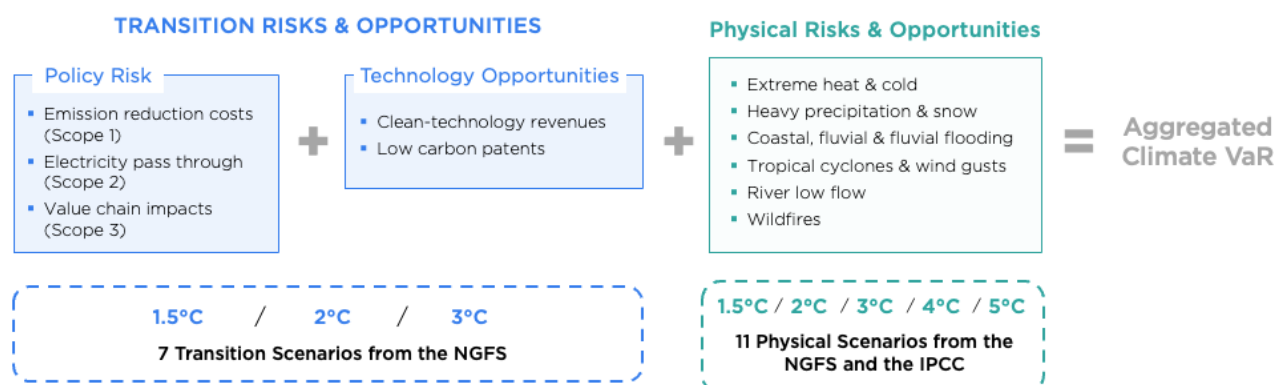 TRANSITION RISKS & OPPORTUNITIES
Policy Risk
▪ Emission reduction costs
(Scope 1)
▪ Electricity pass through
(Scope 2)
▪ Value chain impacts
(Scope 3)
+
Technology Opportunities
▪ Clean-technology revenues
▪ Low carbon patents
+
Physical Risks & Opportunities
▪ Extreme heat & cold
▪ Heavy precipitation & snow
▪ Coastal, fluvial & fluvial flooding
▪ Tropical cyclones & wind gusts
▪ River low flow
▪ Wildfires
=
Aggregated
Climate VaR
1.5°C / 2°C / 3°C
7 Transition Scenarios from the NGFS
1.5°C / 2°C / 3°C / 4°C / 5°C
11 Physical Scenarios from the
NGFS and the IPCC